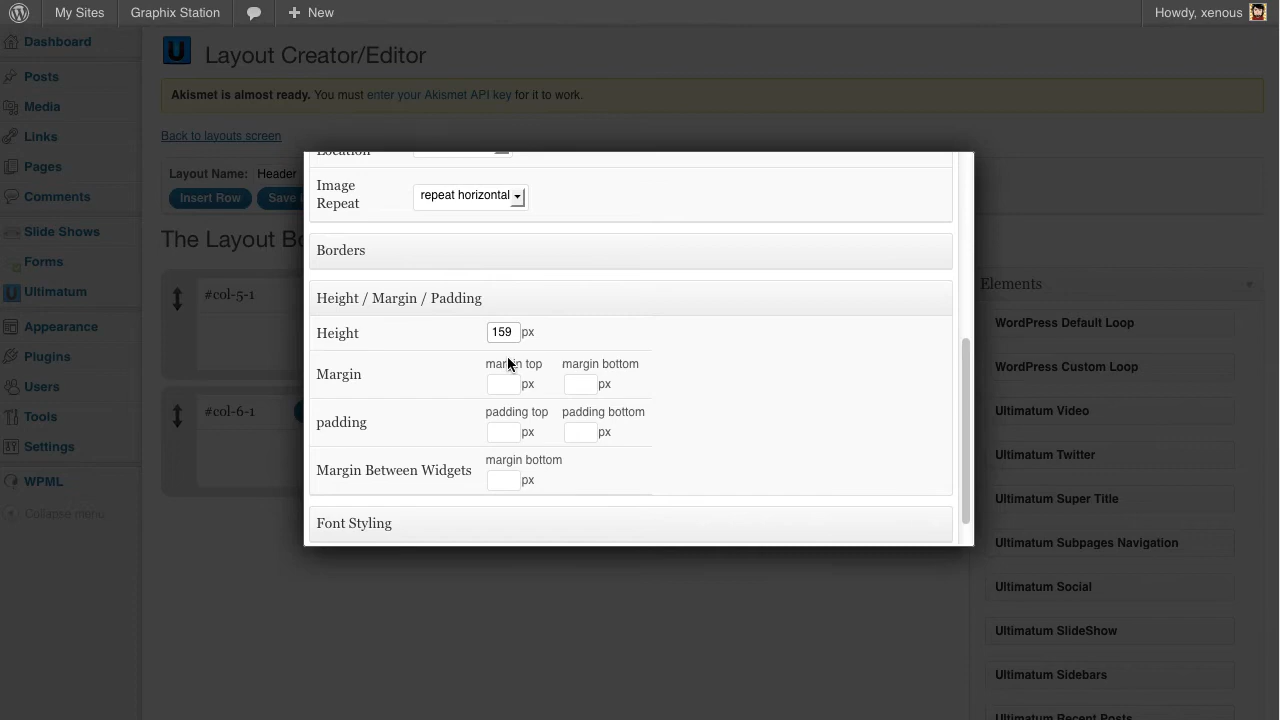 My Sites
Graphix Station
New
Howdy, xenous
Dashboard
Posts
Media
Links
Pages
Comments
Slide Shows
Forms
Ultimatum
Appearance
Plugins
Users
Tools
Settings
WPML
Collapse menu
Layout Creator/Editor
Akismet is almost ready. You must enter your Akismet API key for it to work.
Back to layouts screen
Layout Name: Header
Insert Row
Save
The Layout Bo
#col-5-1
#col-6-1
Location
Image
Repeat
repeat horizontal
Borders
Height / Margin / Padding
Height
159 px
margin top margin bottom
Margin
px px
padding top padding bottom
padding
px px
margin bottom
Margin Between Widgets
px
Font Styling
Elements
WordPress Default Loop
WordPress Custom Loop
Ultimatum Video
Ultimatum Twitter
Ultimatum Super Title
Ultimatum Subpages Navigation
Ultimatum Social
Ultimatum SlideShow
Ultimatum Sidebars
Ultimatum Recent Posts